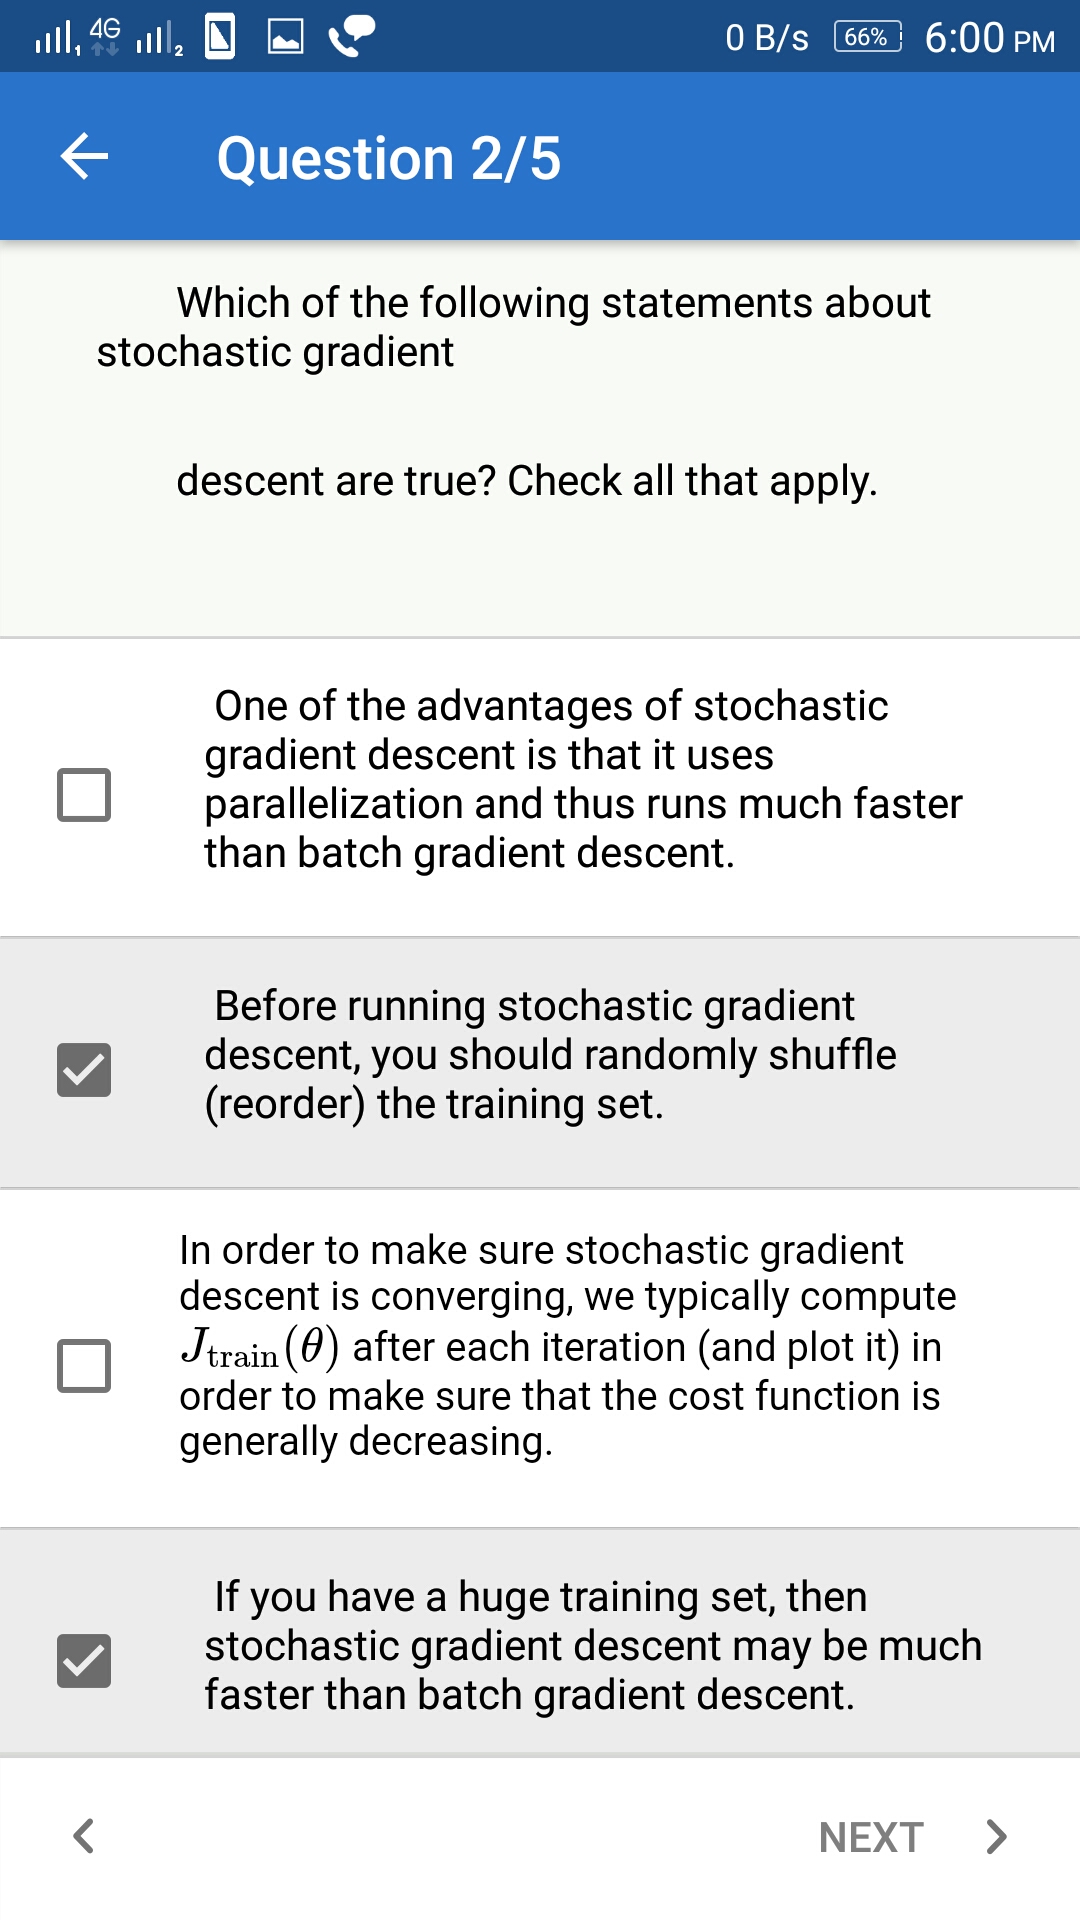 4G 1 2 0 B/s 66% 6:00 PM
Question 2/5
Which of the following statements about
stochastic gradient
descent are true? Check all that apply.
One of the advantages of stochastic
gradient descent is that it uses
parallelization and thus runs much faster
than batch gradient descent.
Before running stochastic gradient
descent, you should randomly shuffle
(reorder) the training set.
In order to make sure stochastic gradient
descent is converging, we typically compute
J_train(θ) after each iteration (and plot it) in
order to make sure that the cost function is
generally decreasing.
If you have a huge training set, then
stochastic gradient descent may be much
faster than batch gradient descent.
NEXT